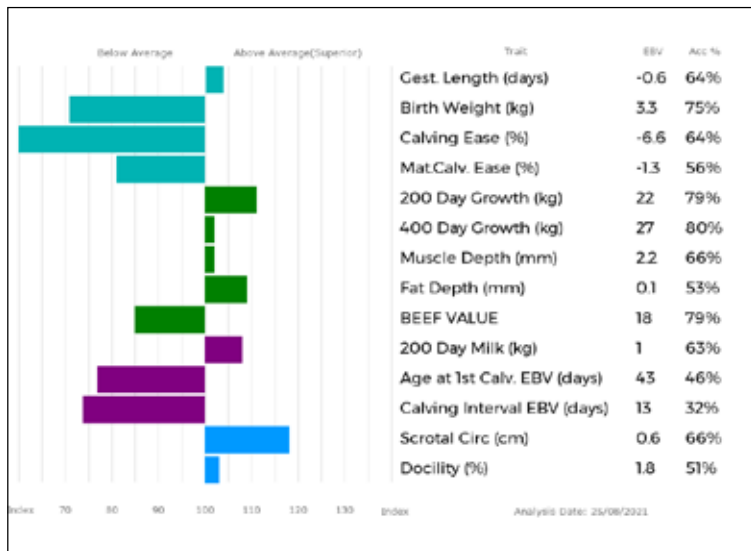 Below Average Above Average(Superior) Trait EBV Acc %
Gest. Length (days) -0.6 64%
Birth Weight (kg) 3.3 75%
Calving Ease (%) -6.6 64%
Mat.Calv. Ease (%) -1.3 56%
200 Day Growth (kg) 22 79%
400 Day Growth (kg) 27 80%
Muscle Depth (mm) 2.2 66%
Fat Depth (mm) 0.1 53%
BEEF VALUE 18 79%
200 Day Milk (kg) 1 63%
Age at 1st Calv. EBV (days) 43 46%
Calving Interval EBV (days) 13 32%
Scrotal Circ (cm) 0.6 66%
Docility (%) 1.8 51%
Index 70 80 90 100 110 120 130 Index Analysis Date: 25/08/2021